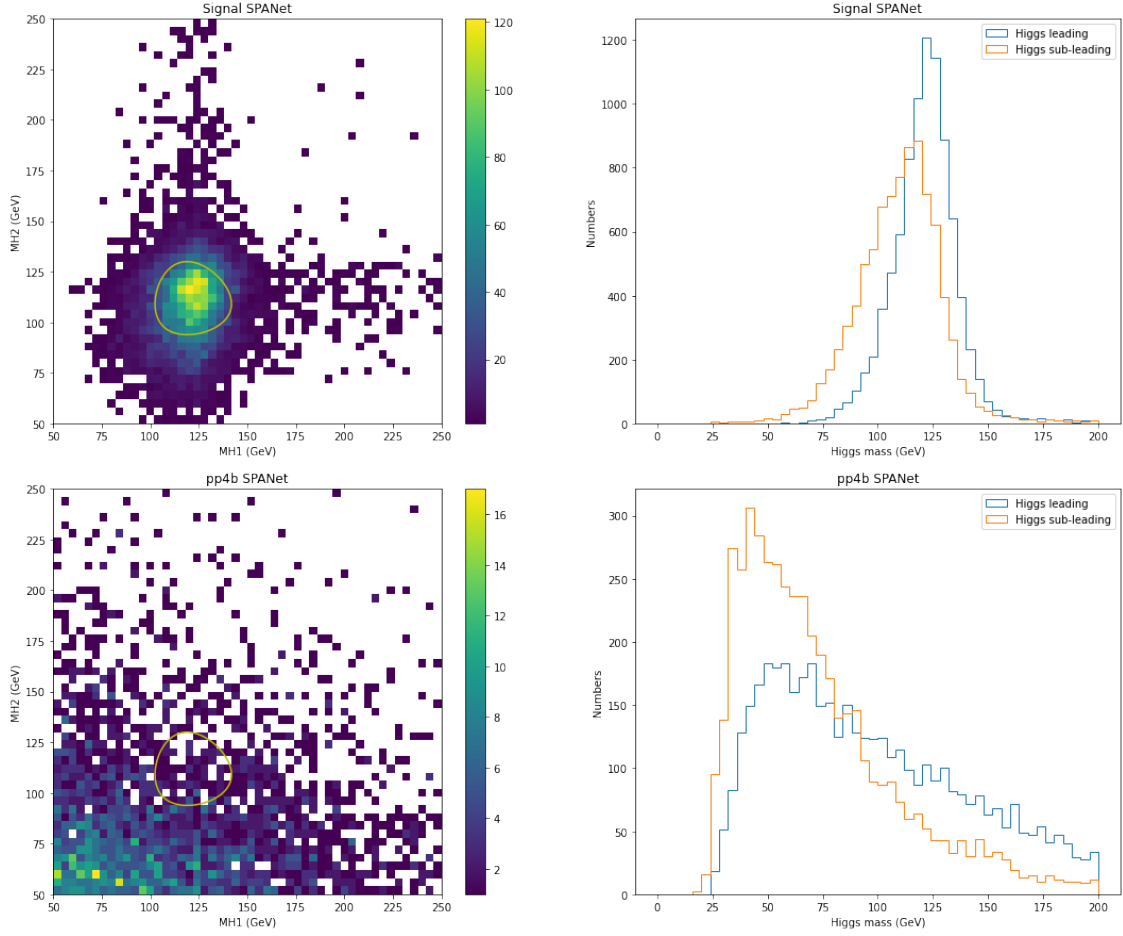 Signal SPANet
250
225
200
175
150
125
100
75
50
MH2 (GeV)
50 75 100 125 150 175 200 225 250
MH1 (GeV)
120
100
80
60
40
20
Signal SPANet
Higgs leading
Higgs sub-leading
1200
1000
800
600
400
200
0
Numbers
0 25 50 75 100 125 150 175 200
Higgs mass (GeV)
pp4b SPANet
250
225
200
175
150
125
100
75
50
MH2 (GeV)
50 75 100 125 150 175 200 225 250
MH1 (GeV)
16
14
12
10
8
6
4
2
pp4b SPANet
Higgs leading
Higgs sub-leading
300
250
200
150
100
50
0
Numbers
0 25 50 75 100 125 150 175 200
Higgs mass (GeV)